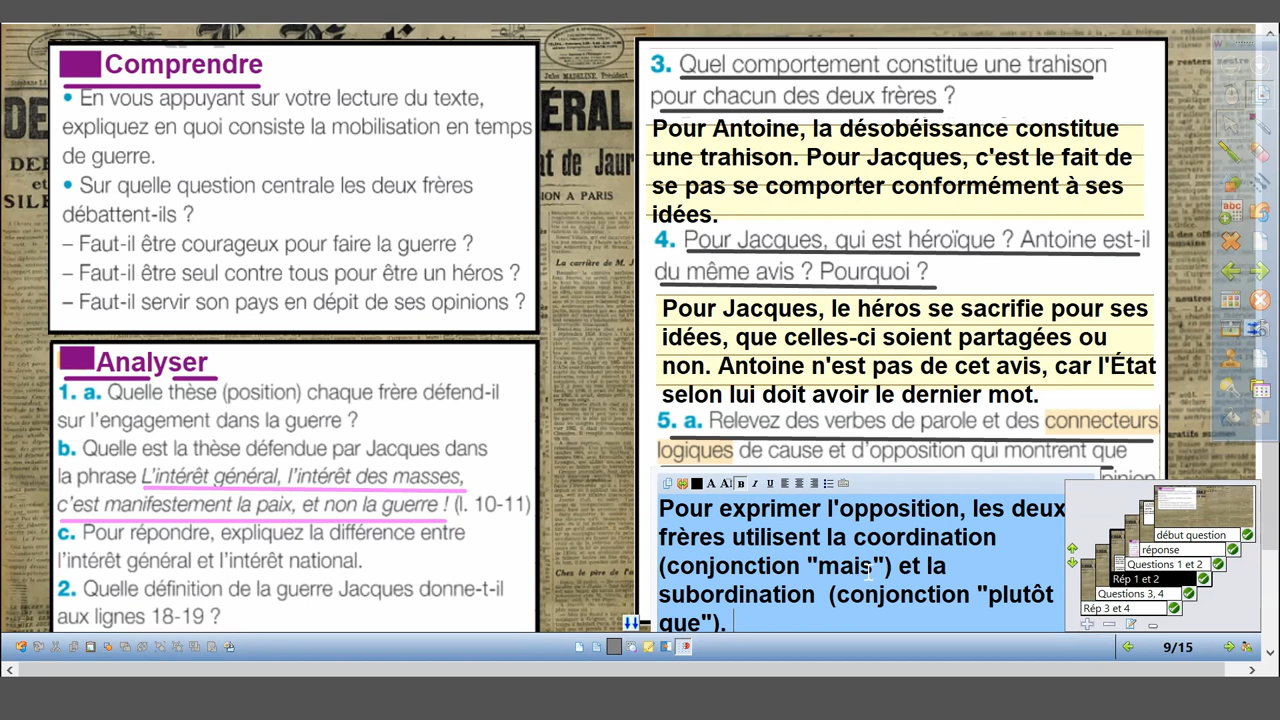 Comprendre
• En vous appuyant sur votre lecture du texte,
expliquez en quoi consiste la mobilisation en temps
de guerre.
• Sur quelle question centrale les deux frères
débattent-ils ?
– Faut-il être courageux pour faire la guerre ?
– Faut-il être seul contre tous pour être un héros ?
– Faut-il servir son pays en dépit de ses opinions ?
Analyser
1. a. Quelle thèse (position) chaque frère défend-il
sur l'engagement dans la guerre ?
b. Quelle est la thèse défendue par Jacques dans
la phrase L'intérêt général, l'intérêt des masses,
c'est manifestement la paix, et non la guerre ! (l. 10-11)
c. Pour répondre, expliquez la différence entre
l'intérêt général et l'intérêt national.
2. Quelle définition de la guerre Jacques donne-t-il
aux lignes 18-19 ?
3. Quel comportement constitue une trahison
pour chacun des deux frères ?
Pour Antoine, la désobéissance constitue
une trahison. Pour Jacques, c'est le fait de
se pas se comporter conformément à ses
idées.
4. Pour Jacques, qui est héroïque ? Antoine est-il
du même avis ? Pourquoi ?
Pour Jacques, le héros se sacrifie pour ses
idées, que celles-ci soient partagées ou
non. Antoine n'est pas de cet avis, car l'État
selon lui doit avoir le dernier mot.
5. a. Relevez des verbes de parole et des connecteurs
logiques de cause et d'opposition qui montrent que
Pour exprimer l'opposition, les deux
frères utilisent la coordination
(conjonction "mais") et la
subordination (conjonction "plutôt
que").
début question
réponse
Questions 1 et 2
Rép 1 et 2
Questions 3, 4
Rép 3 et 4
abc
9/15
ION A PARIS
Jules MADELINE, Président
La carrière de M. J
Chez le père de l'a